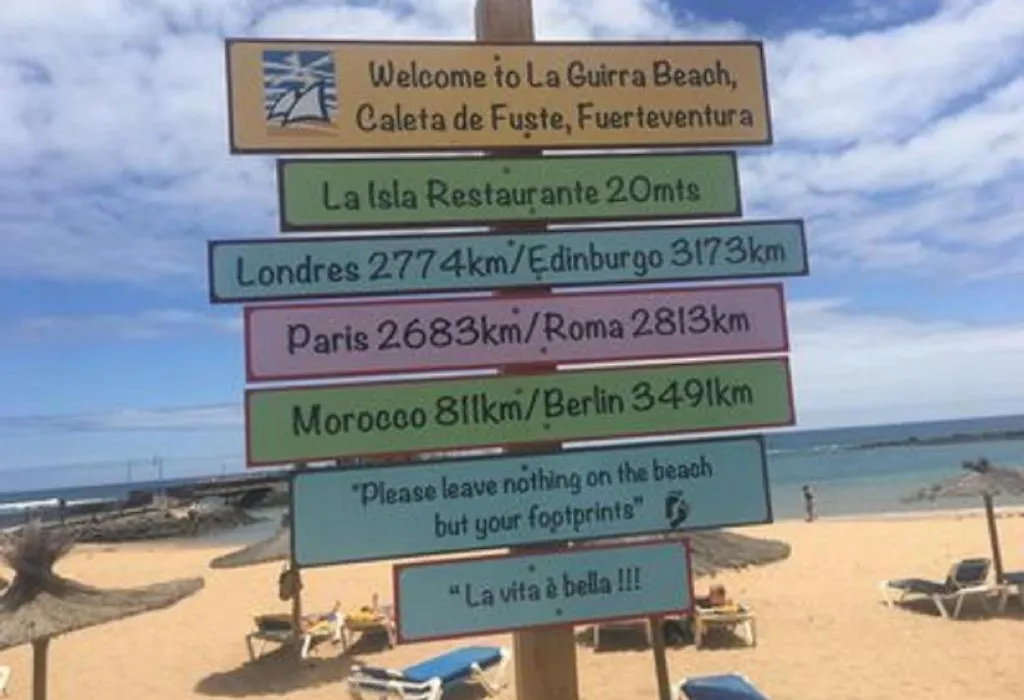 Welcome to La Guirra Beach,
Caleta de Fuste, Fuerteventura
La Isla Restaurante 20mts
Londres 2774km/Edinburgo 3173km
Paris 2683km/Roma 2813km
Morocco 811km/Berlin 3491km
"Please leave nothing on the beach
but your footprints"
"La vita è bella !!!